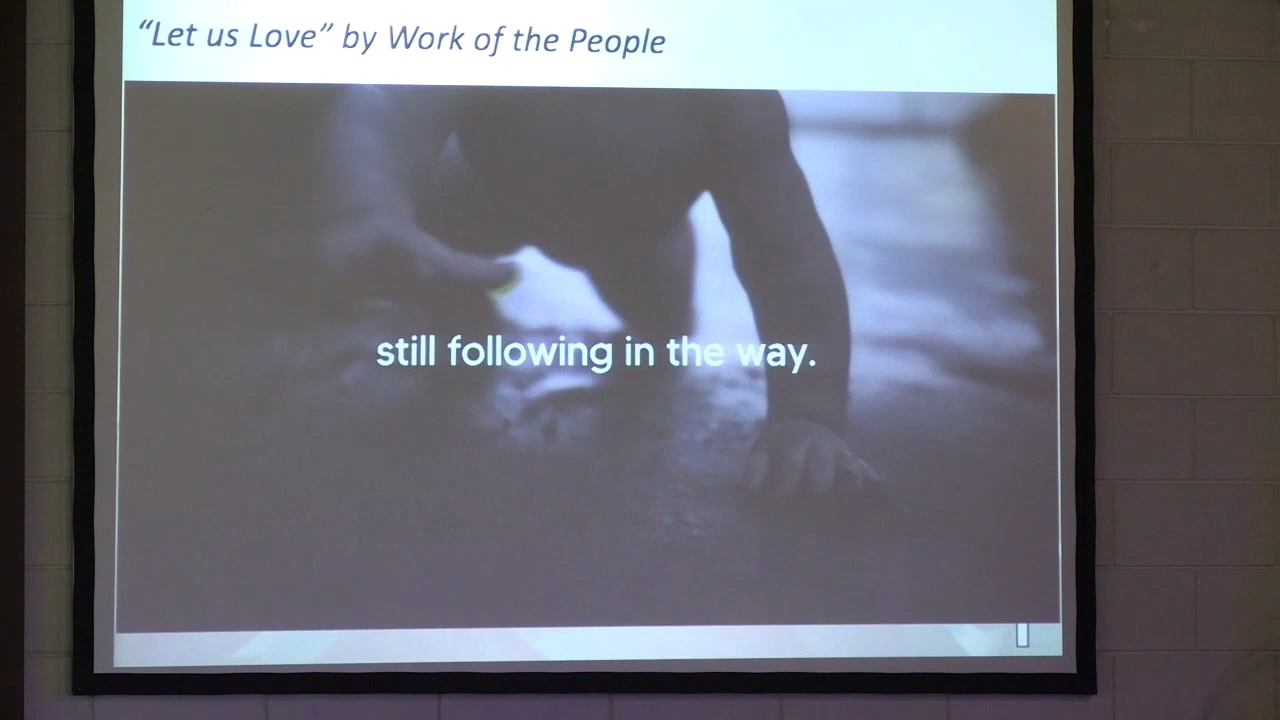 “Let us Love” by Work of the People
still following in the way.